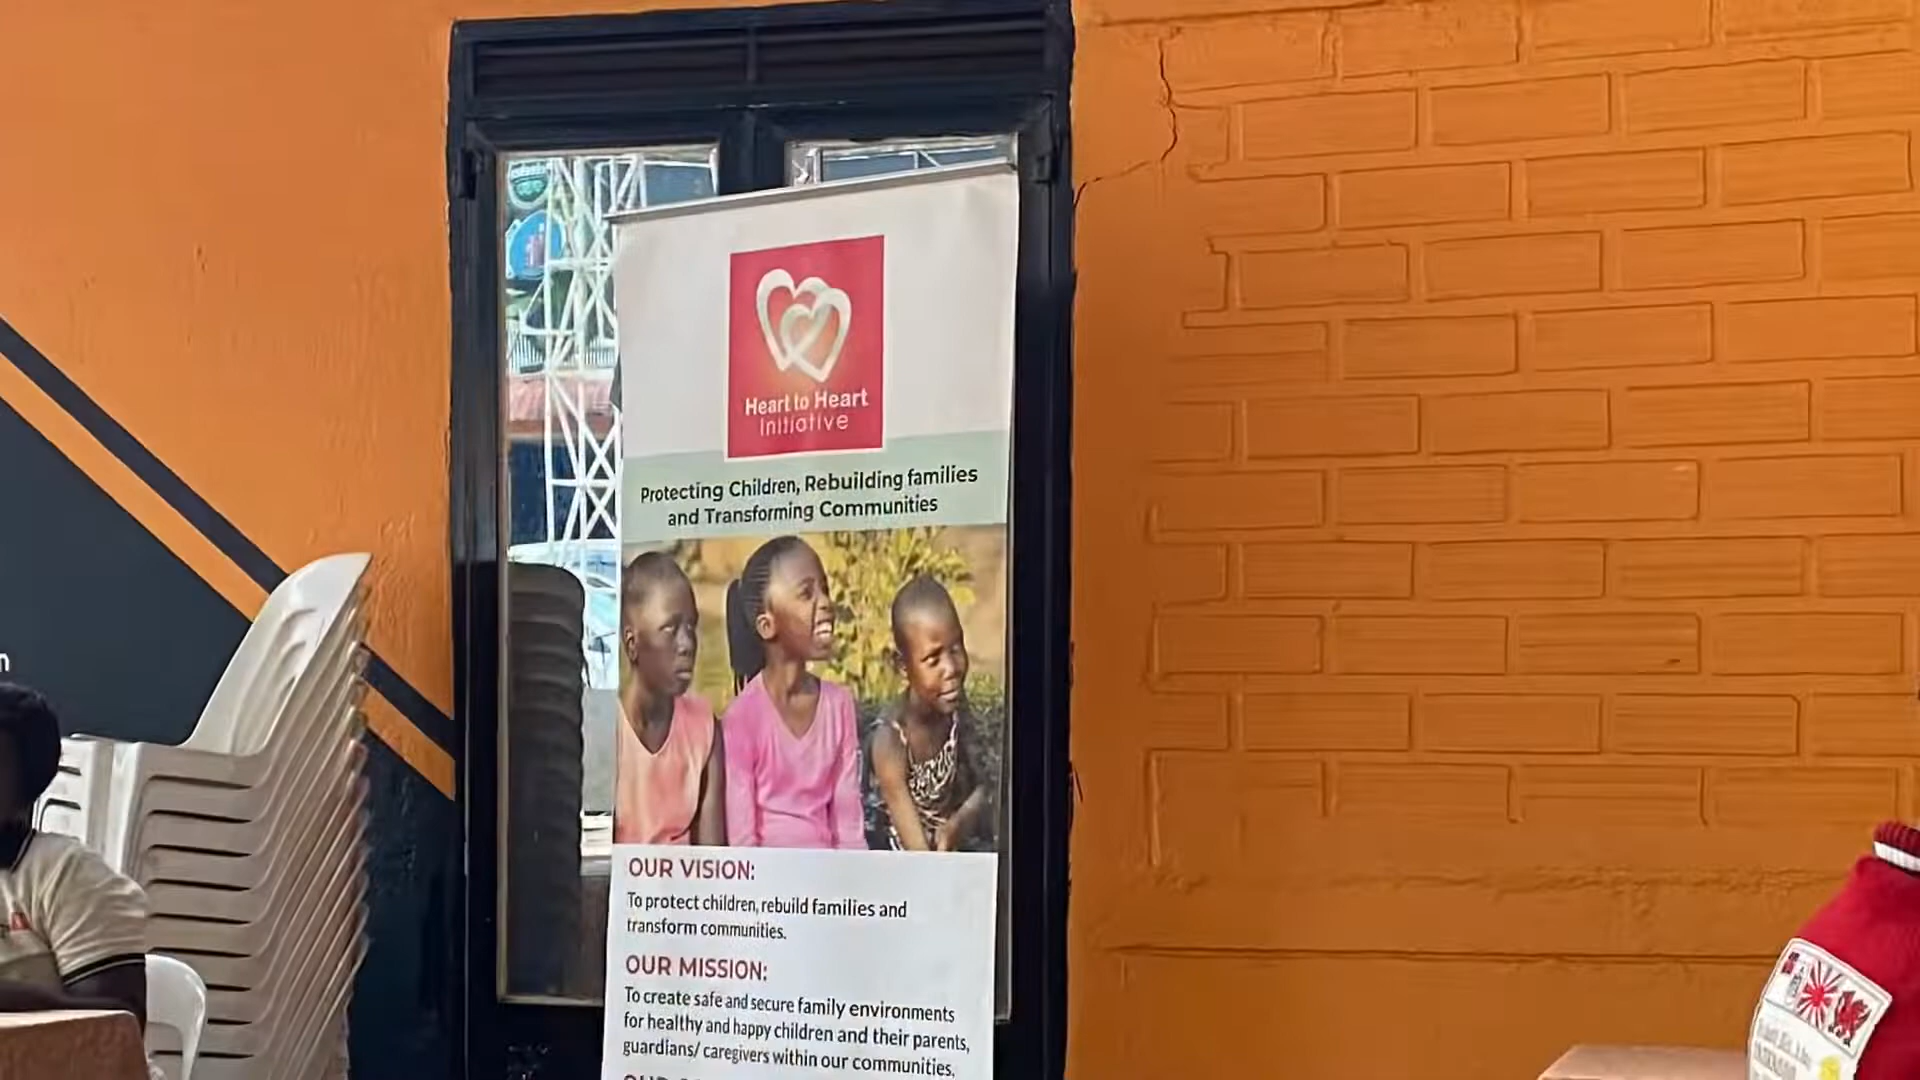 Heart to Heart
Initiative
Protecting Children, Rebuilding families
and Transforming Communities
OUR VISION:
To protect children, rebuild families and
transform communities.
OUR MISSION:
To create safe and secure family environments
for healthy and happy children and their parents,
guardians/ caregivers within our communities.